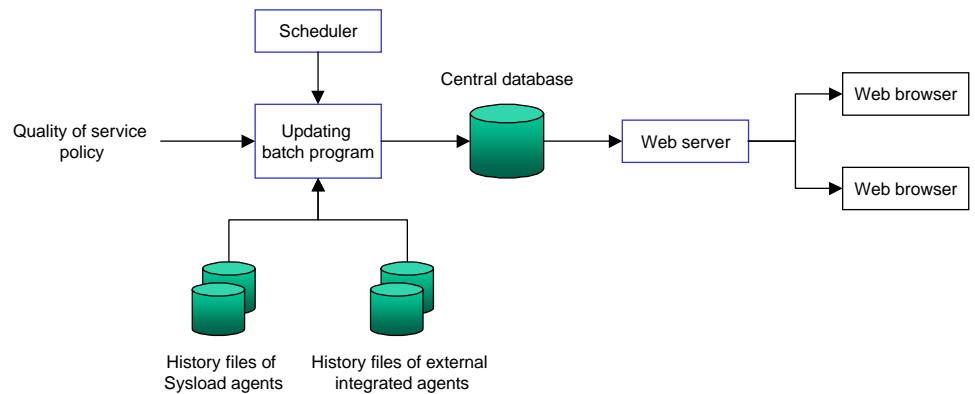 Scheduler
Central database
Web browser
Quality of service
policy
Updating
batch program
Web server
Web browser
History files of
Sysload agents
History files of external
integrated agents